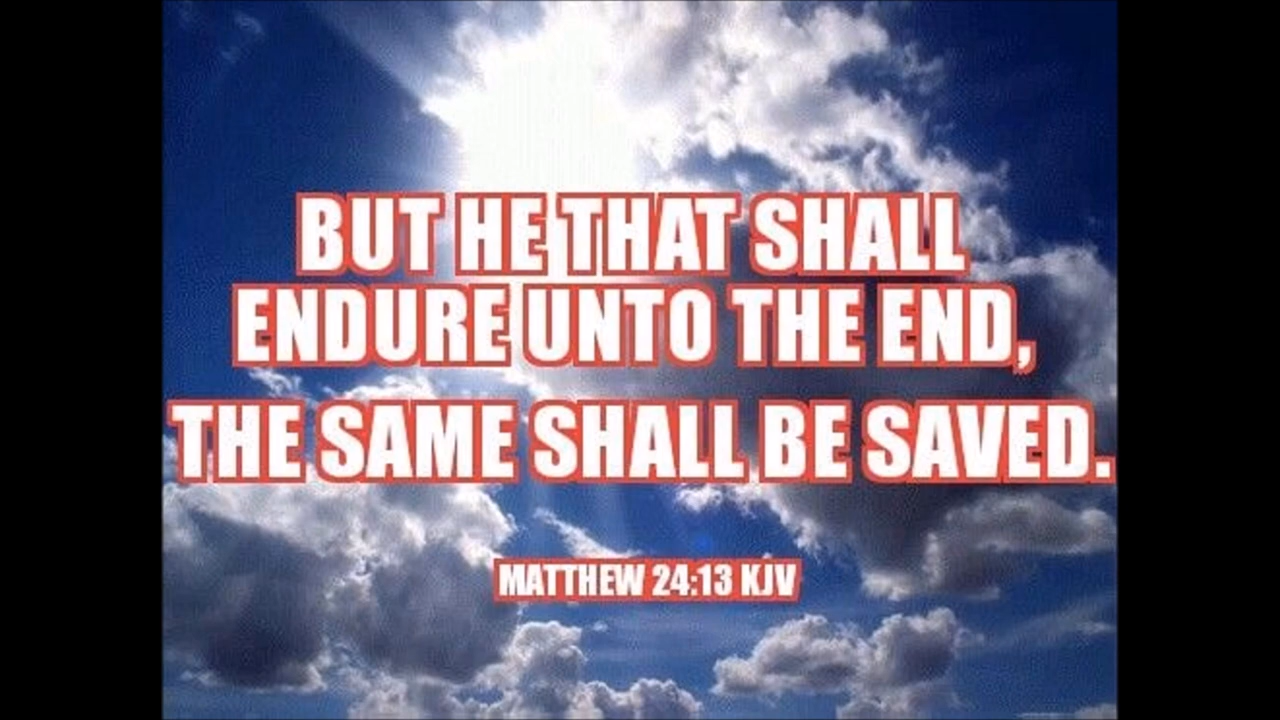 BUT HE THAT SHALL
ENDURE UNTO THE END,
THE SAME SHALL BE SAVED.
MATTHEW 24:13 KJV